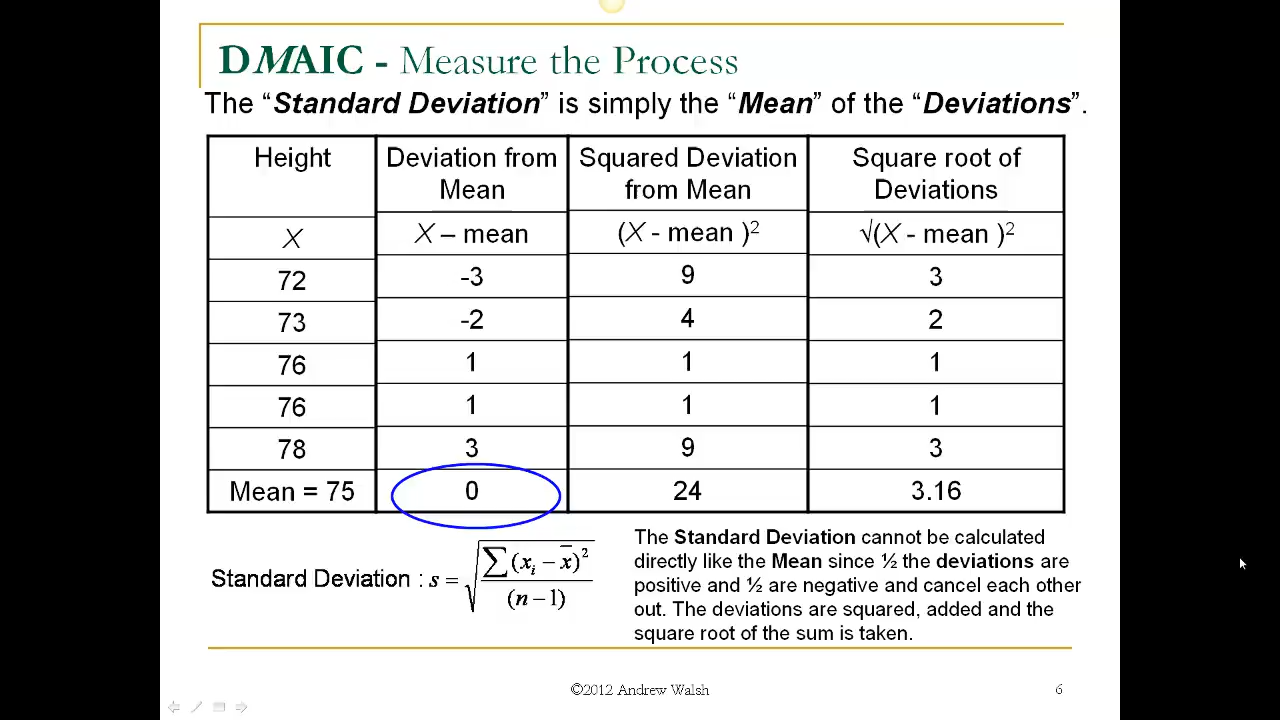 DMAIC - Measure the Process
The “Standard Deviation” is simply the “Mean” of the “Deviations”.
Height Deviation from Mean Squared Deviation from Mean Square root of Deviations
X X – mean (X - mean )² √(X - mean )²
72 -3 9 3
73 -2 4 2
76 1 1 1
76 1 1 1
78 3 9 3
Mean = 75 0 24 3.16
Standard Deviation : s = √(∑(xᵢ – x̄)² / (n – 1))
The Standard Deviation cannot be calculated
directly like the Mean since ½ the deviations are
positive and ½ are negative and cancel each other
out. The deviations are squared, added and the
square root of the sum is taken.
©2012 Andrew Walsh
6